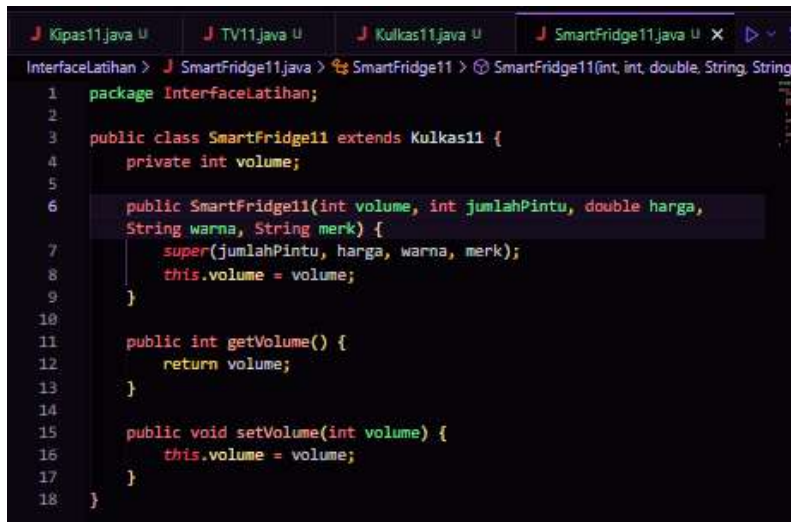 J Kipas11.java U J TV11.java U J Kulkas11.java U J SmartFridge11.java U X
InterfaceLatihan > J SmartFridge11.java > SmartFridge11 > SmartFridge11(int, int, double, String, String
1 package InterfaceLatihan;
2
3 public class SmartFridge11 extends Kulkas11 {
4 private int volume;
5
6 public SmartFridge11(int volume, int jumlahPintu, double harga,
String warna, String merk) {
7 super(jumlahPintu, harga, warna, merk);
8 this.volume = volume;
9 }
10
11 public int getVolume() {
12 return volume;
13 }
14
15 public void setVolume(int volume) {
16 this.volume = volume;
17 }
18 }